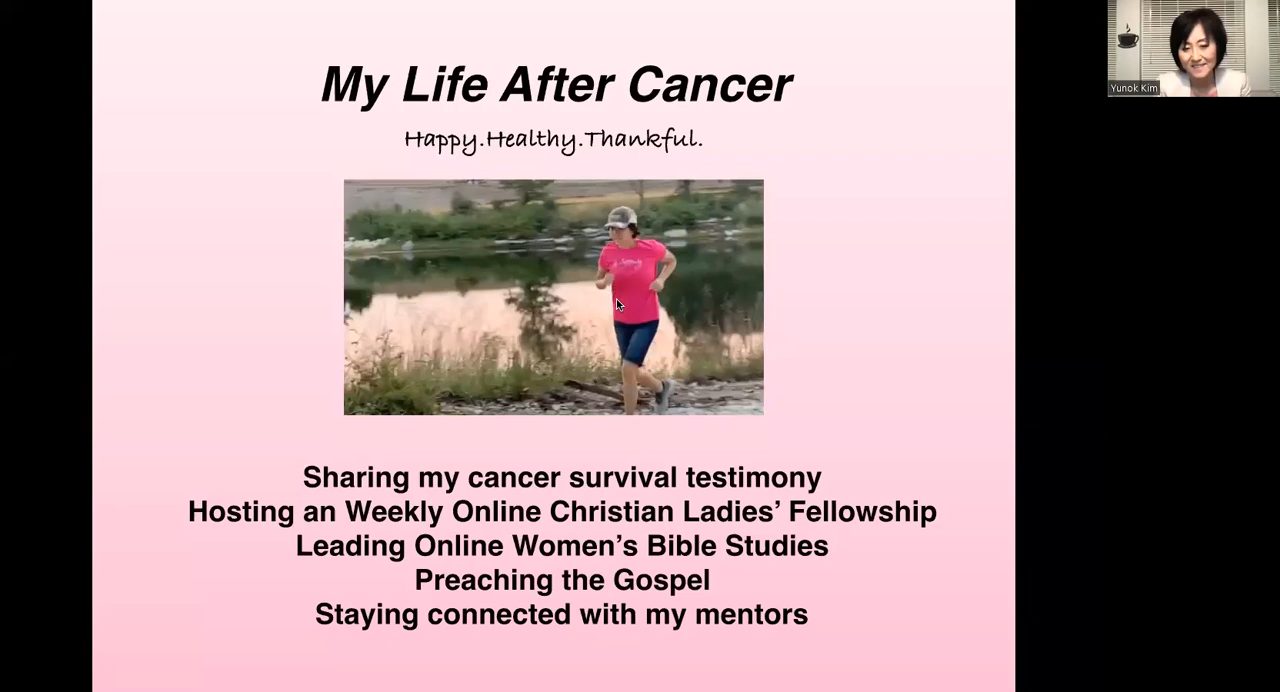 My Life After Cancer
Happy.Healthy.Thankful.
Sharing my cancer survival testimony
Hosting an Weekly Online Christian Ladies’ Fellowship
Leading Online Women’s Bible Studies
Preaching the Gospel
Staying connected with my mentors
Yunok Kim